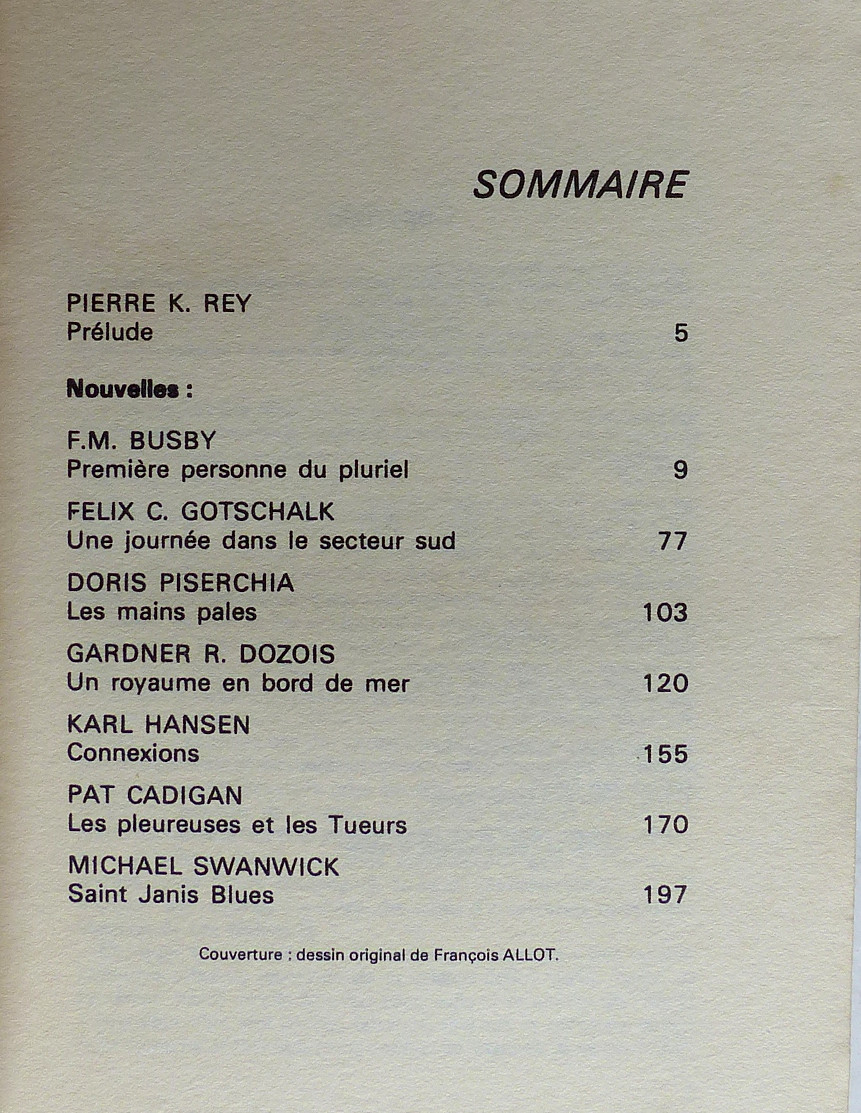 SOMMAIRE
PIERRE K. REY
Prélude 5
Nouvelles :
F.M. BUSBY
Première personne du pluriel 9
FELIX C. GOTSCHALK
Une journée dans le secteur sud 77
DORIS PISERCHIA
Les mains pales 103
GARDNER R. DOZOIS
Un royaume en bord de mer 120
KARL HANSEN
Connexions 155
PAT CADIGAN
Les pleureuses et les Tueurs 170
MICHAEL SWANWICK
Saint Janis Blues 197
Couverture : dessin original de François ALLOT.